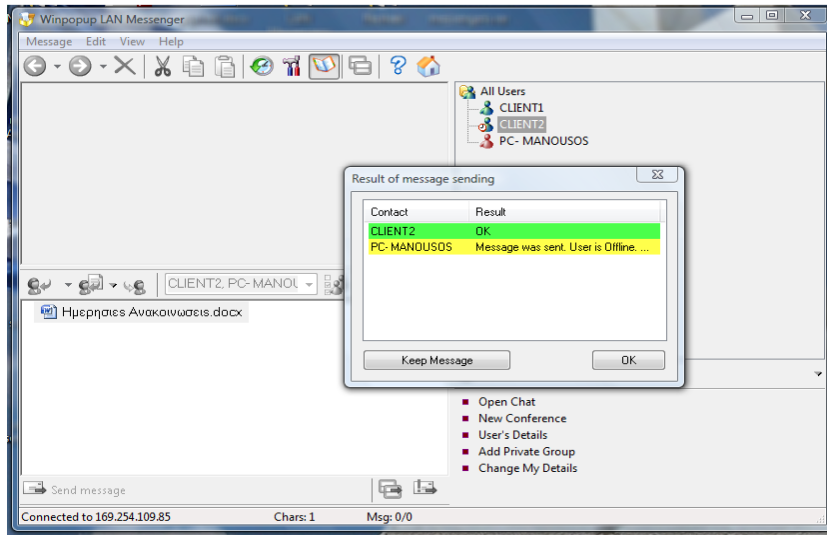 Winpopup LAN Messenger
Message Edit View Help
All Users
CLIENT1
CLIENT2
PC- MANOUSOS
Result of message sending
Contact Result
CLIENT2 OK
PC- MANOUSOS Message was sent. User is Offline. ...
Keep Message OK
CLIENT2, PC- MANOU
Ημερησιες Ανακοινωσεις.docx
Open Chat
New Conference
User's Details
Add Private Group
Change My Details
Send message
Connected to 169.254.109.85 Chars: 1 Msg: 0/0